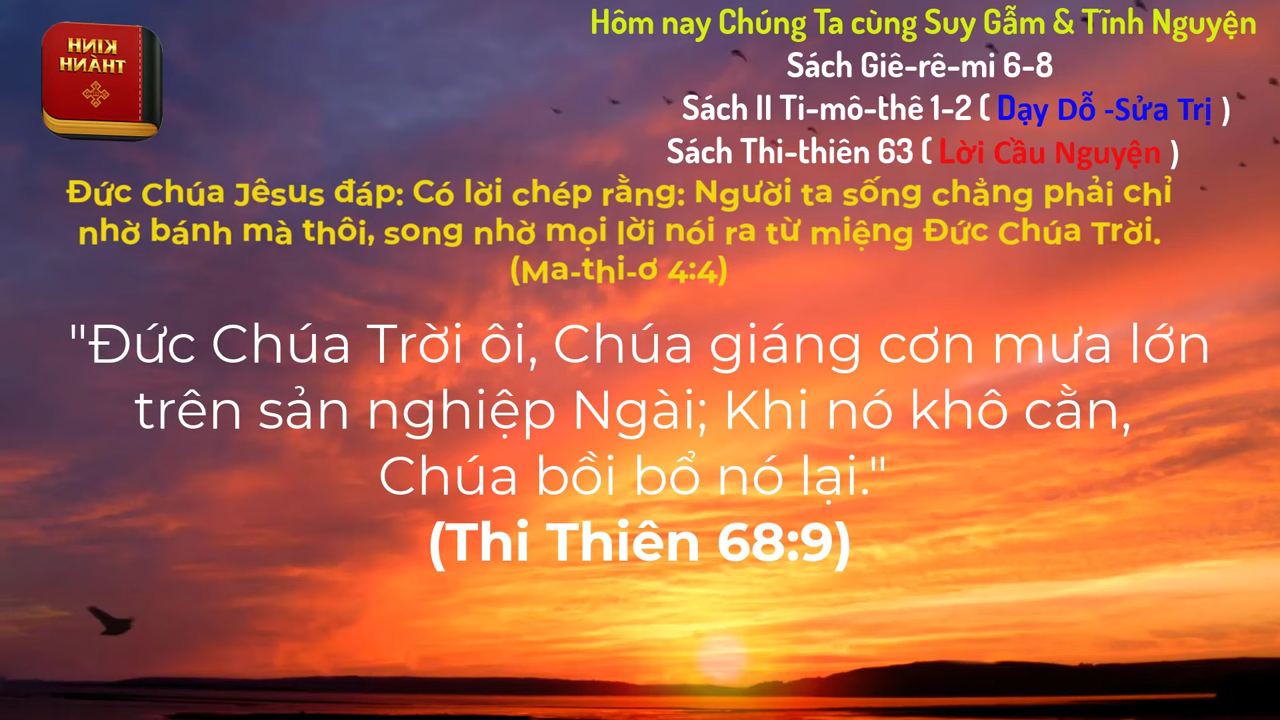 KINH
THÁNH
Hôm nay Chúng Ta cùng Suy Gẫm & Tĩnh Nguyện
Sách Giê-rê-mi 6-8
Sách II Ti-mô-thê 1-2 ( Dạy Dỗ -Sửa Trị )
Sách Thi-thiên 63 ( Lời Cầu Nguyện )
Đức Chúa Jêsus đáp: Có lời chép rằng: Người ta sống chẳng phải chỉ
nhờ bánh mà thôi, song nhờ mọi lời nói ra từ miệng Đức Chúa Trời.
(Ma-thi-ơ 4:4)
"Đức Chúa Trời ôi, Chúa giáng cơn mưa lớn
trên sản nghiệp Ngài; Khi nó khô cằn,
Chúa bồi bổ nó lại."
(Thi Thiên 68:9)